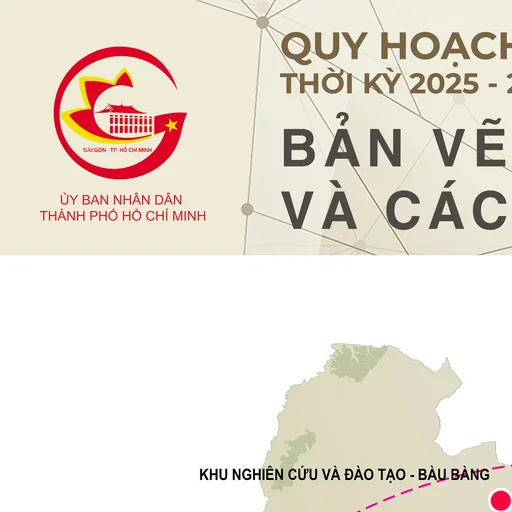 QUY HOẠCH
THỜI KỲ 2025 - 2
BẢN VẼ
VÀ CÁC
SÀI GÒN - TP. HỒ CHÍ MINH
ỦY BAN NHÂN DÂN
THÀNH PHỐ HỒ CHÍ MINH
KHU NGHIÊN CỨU VÀ ĐÀO TẠO - BÀU BÀNG